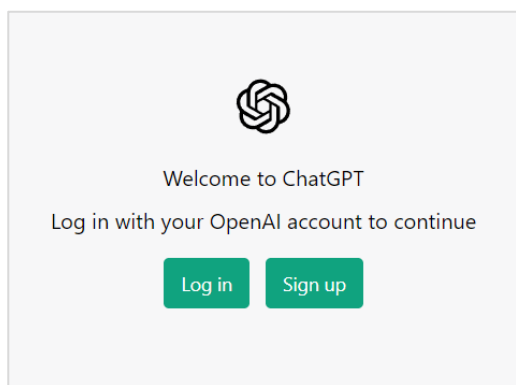 Welcome to ChatGPT
Log in with your OpenAI account to continue
Log in Sign up